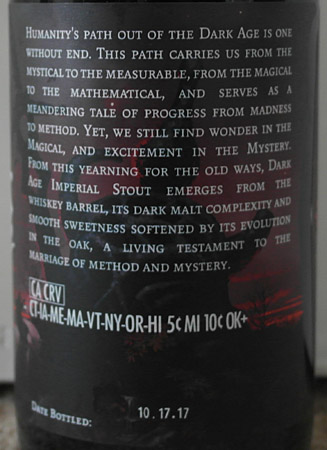 Humanity's path out of the Dark Age is one
without end. This path carries us from the
mystical to the measurable, from the magical
to the mathematical, and serves as a
meandering tale of progress from madness
to method. Yet, we still find wonder in the
Magical, and excitement in the Mystery.
From this yearning for the old ways, Dark
Age Imperial Stout emerges from the
whiskey barrel, its dark malt complexity and
smooth sweetness softened by its evolution
in the oak, a living testament to the
marriage of method and mystery.
CA CRV
CT-IA-ME-MA-VT-NY-OR-HI 5¢ MI 10¢ OK+
Date Bottled: 10.17.17